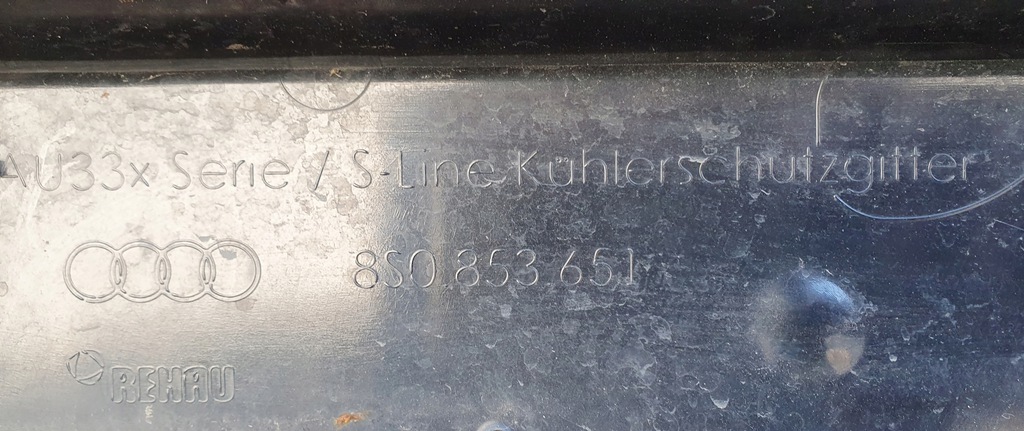 AU33x Serie / S-Line Kühlerschutzgitter
8S0.853.651
REHAU